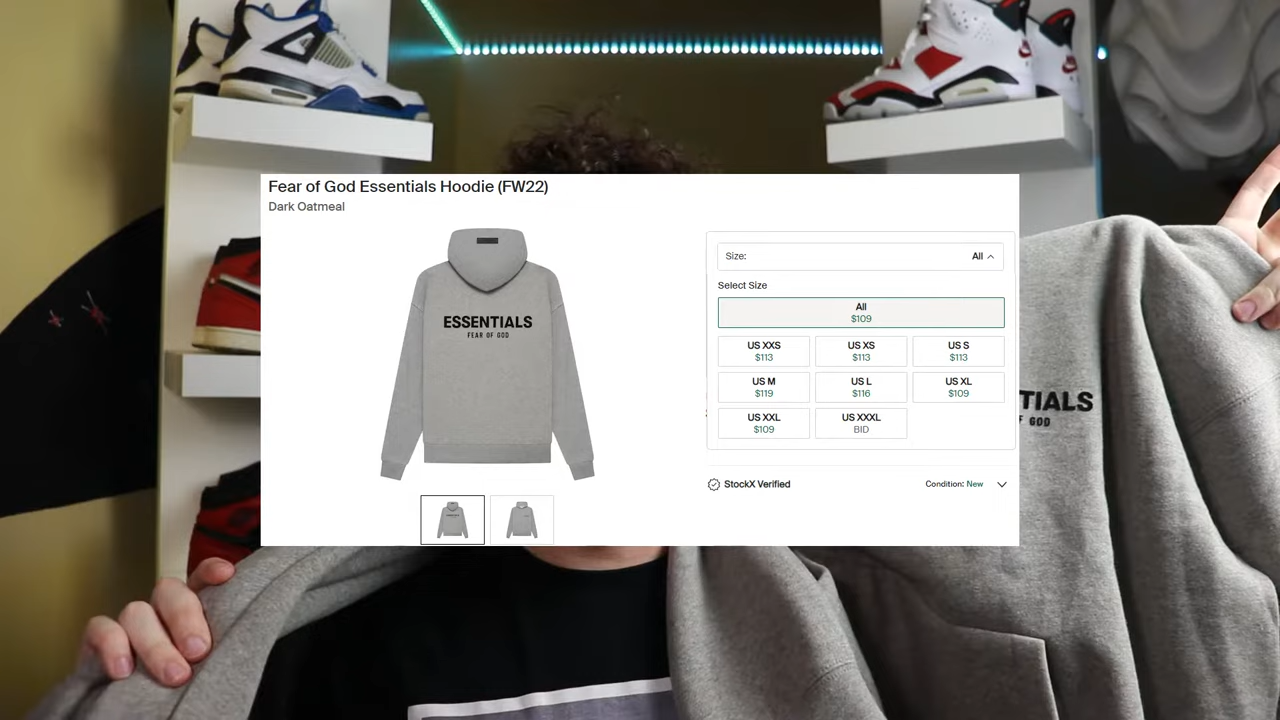 Fear of God Essentials Hoodie (FW22)
Dark Oatmeal
ESSENTIALS
FEAR OF GOD
Size: All
Select Size
All
$109
US XXS
$113
US XS
$113
US S
$113
US M
$119
US L
$116
US XL
$109
US XXL
$109
US XXXL
BID
StockX Verified
Condition: New
TIALS
F GOD